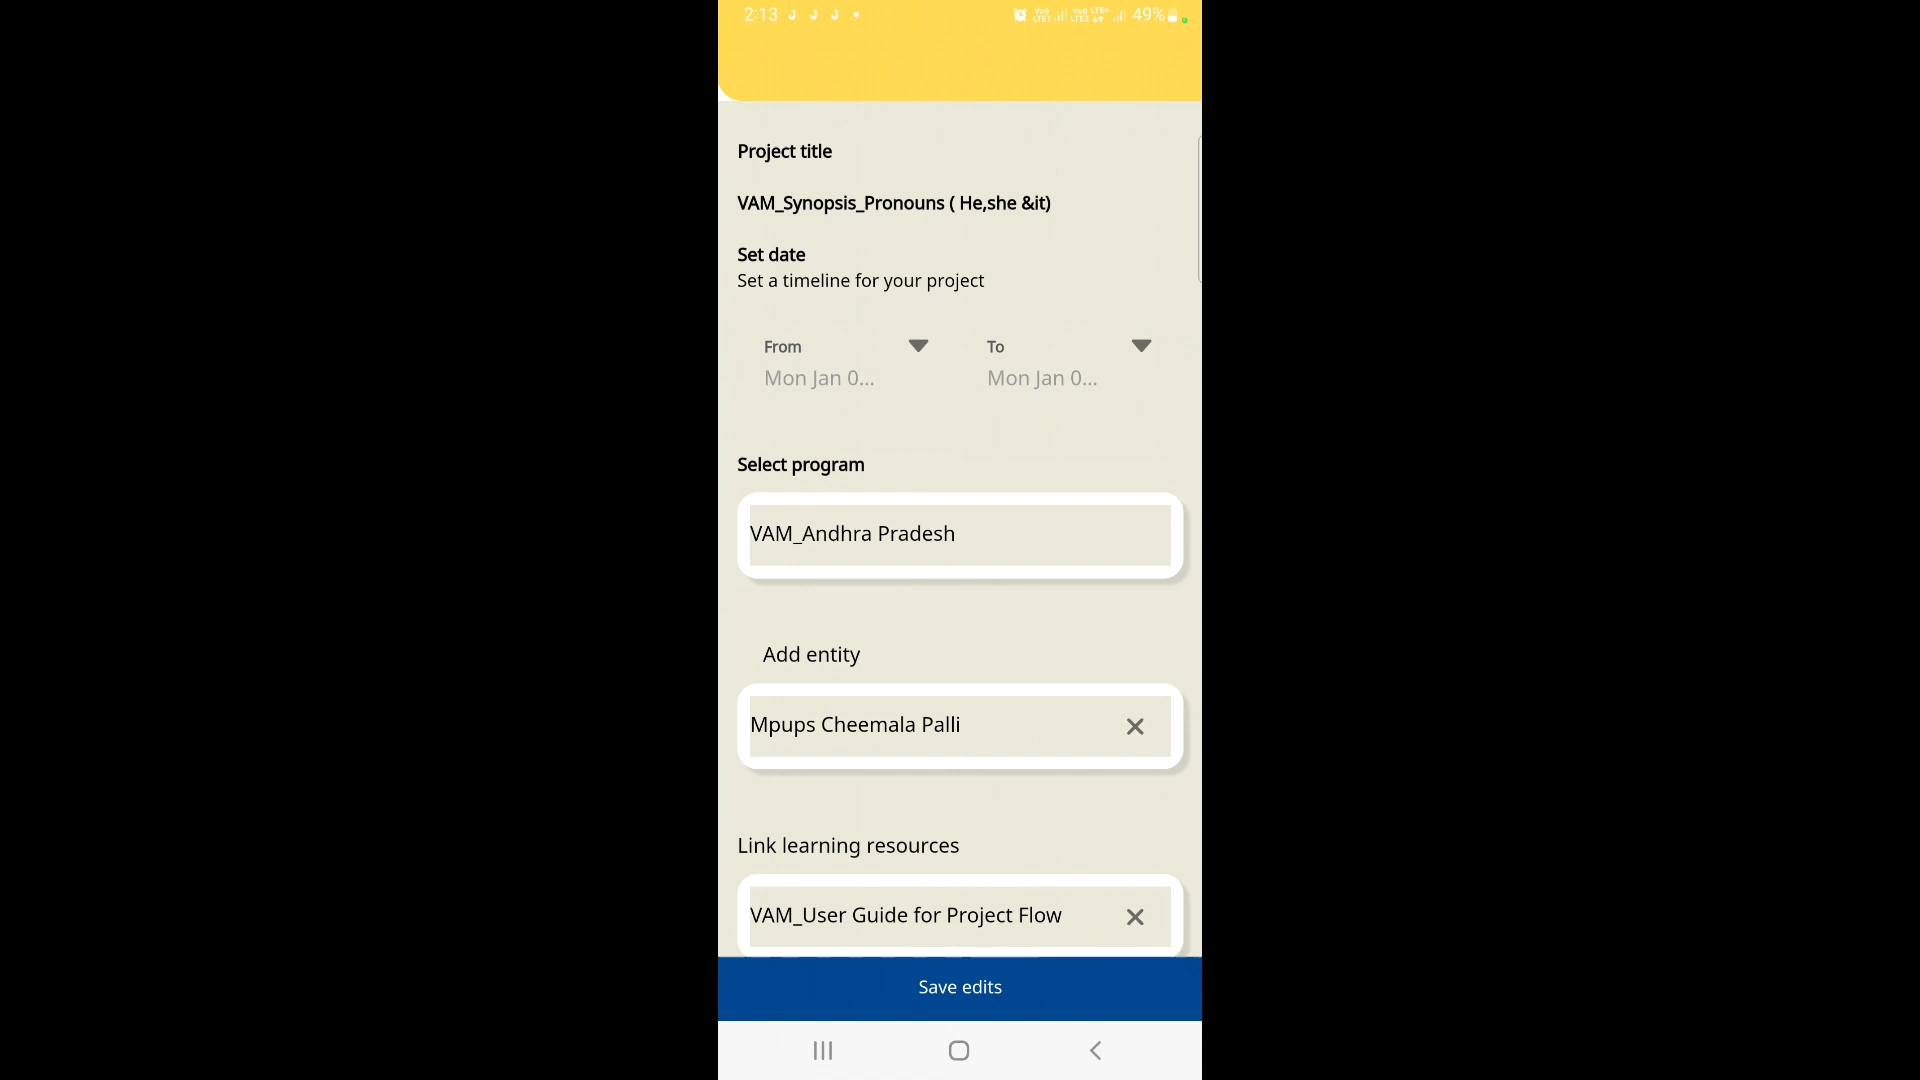 2:13
49%
Project title
VAM_Synopsis_Pronouns ( He,she &it)
Set date
Set a timeline for your project
From
To
Mon Jan 0...
Mon Jan 0...
Select program
VAM_Andhra Pradesh
Add entity
Mpups Cheemala Palli
Link learning resources
VAM_User Guide for Project Flow
Save edits